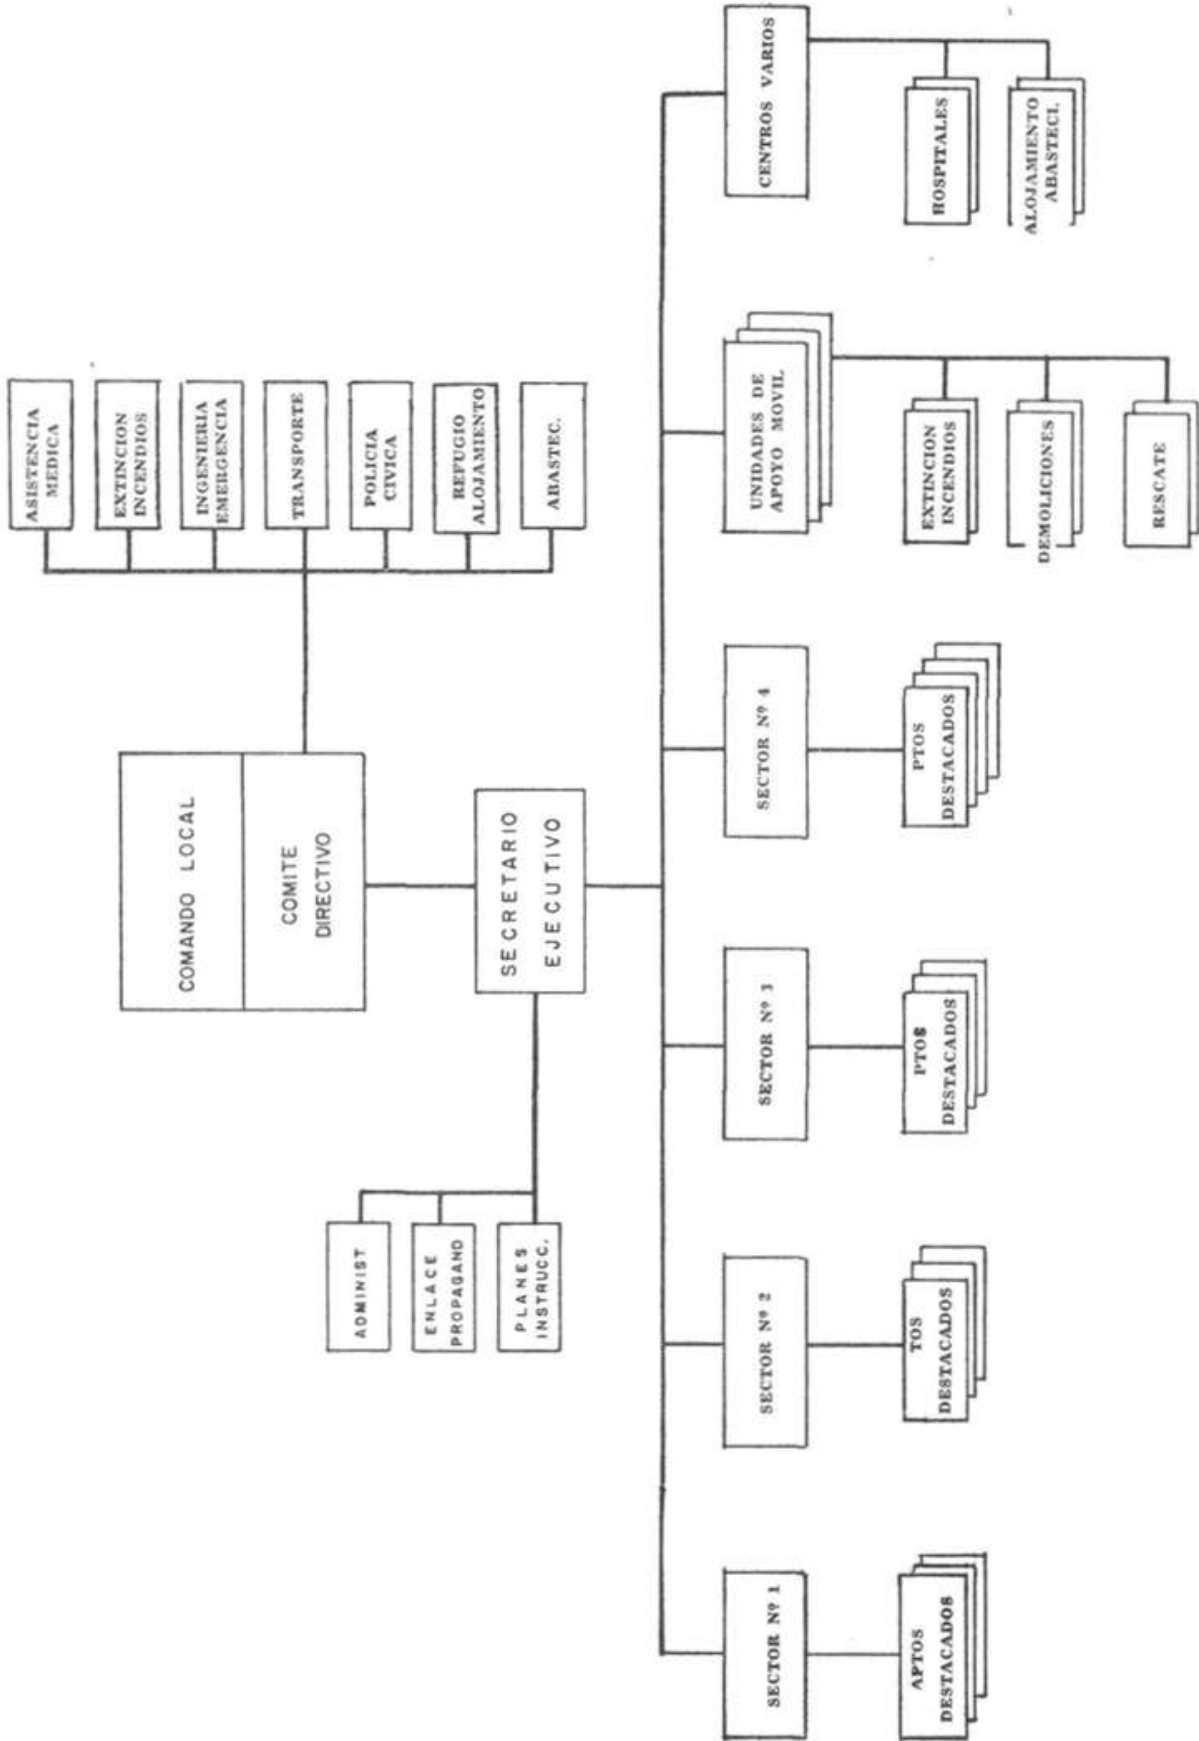 COMANDO LOCAL
COMITE
DIRECTIVO
ASISTENCIA
MEDICA
EXTINCION
INCENDIOS
INGENIERIA
EMERGENCIA
TRANSPORTE
POLICIA
CIVICA
REFUGIO
ALOJAMIENTO
ABASTEC.
SECRETARIO
EJECUTIVO
ADMINIST
ENLACE
PROPAGAND
PLANES
INSTRUCC.
SECTOR Nº 1
SECTOR Nº 2
SECTOR Nº 3
SECTOR Nº 4
UNIDADES DE
APOYO MOVIL
CENTROS VARIOS
APTOS
DESTACADOS
TOS
DESTACADOS
PTOS
DESTACADOS
PTOS
DESTACADOS
EXTINCION
INCENDIOS
DEMOLICIONES
RESCATE
HOSPITALES
ALOJAMIENTO
ABASTECI.